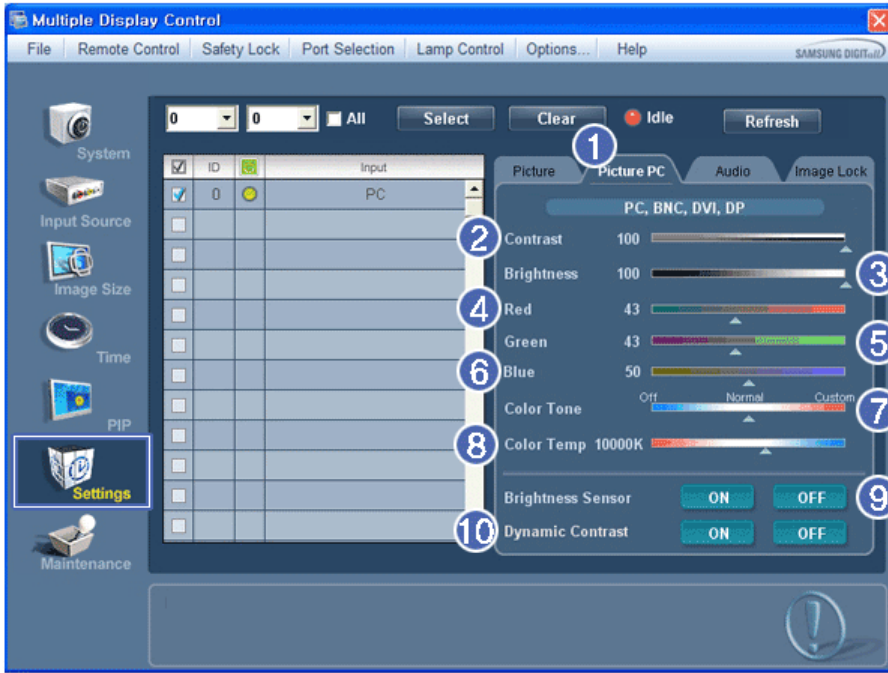 Multiple Display Control
File Remote Control Safety Lock Port Selection Lamp Control Options... Help SAMSUNG DIGITall
0 0 All Select Clear Idle Refresh
System
Input Source
Image Size
Time
PIP
Settings
Maintenance
ID Input
0 PC
1
Picture Picture PC Audio Image Lock
PC, BNC, DVI, DP
2 Contrast 100
Brightness 100 3
4 Red 43
Green 43 5
6 Blue 50
Off Normal Custom
Color Tone 7
8 Color Temp 10000K
Brightness Sensor ON OFF 9
10 Dynamic Contrast ON OFF